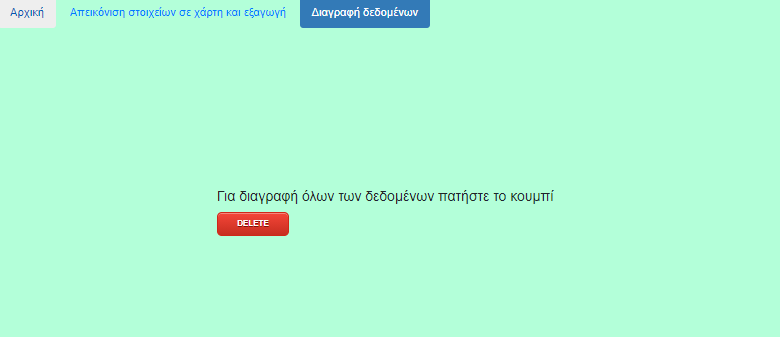 Αρχική Απεικόνιση στοιχείων σε χάρτη και εξαγωγή Διαγραφή δεδομένων
Για διαγραφή όλων των δεδομένων πατήστε το κουμπί
DELETE